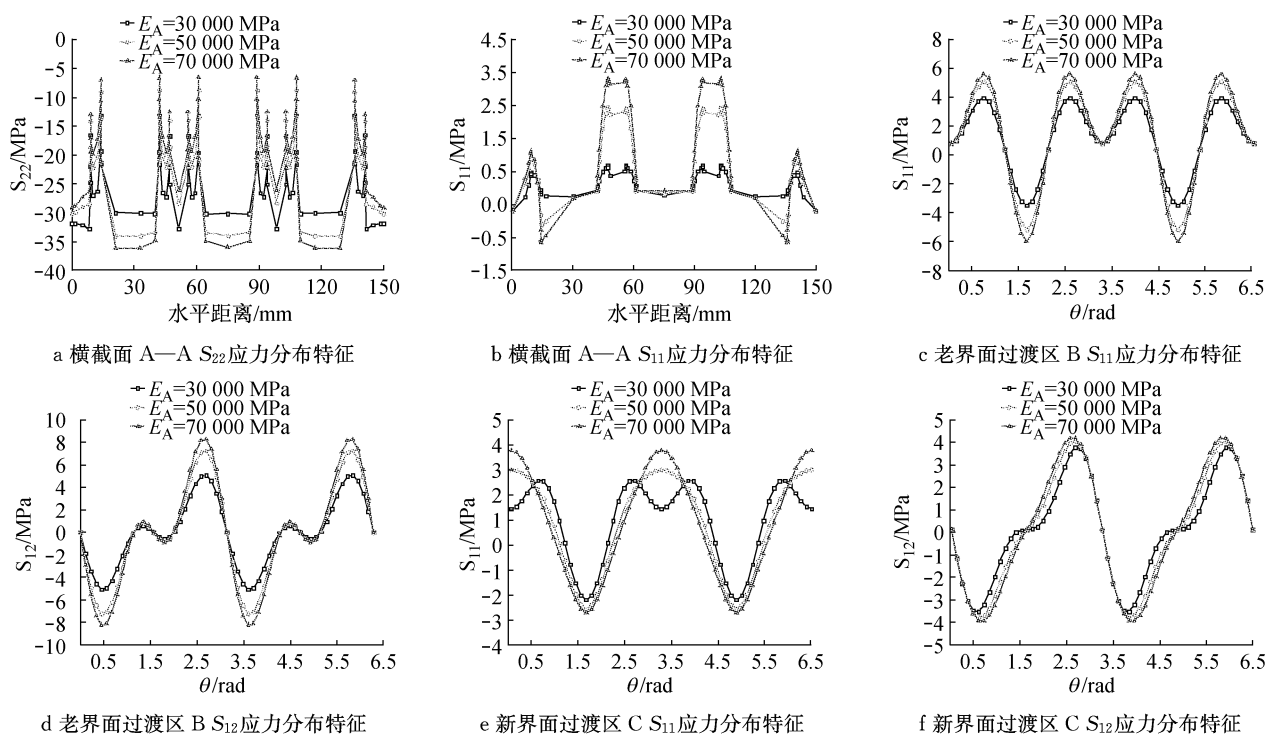 E_A=30 000 MPa
E_A=50 000 MPa
E_A=70 000 MPa
S₂₂/MPa
0
−5
−10
−15
−20
−25
−30
−35
−40
0 30 60 90 120 150
水平距离/mm
a 横截面 A—A S₂₂应力分布特征
E_A=30 000 MPa
E_A=50 000 MPa
E_A=70 000 MPa
S₁₁/MPa
4.5
3.5
2.5
1.5
0.5
0.0
−0.5
−1.5
0 30 60 90 120 150
水平距离/mm
b 横截面 A—A S₁₁应力分布特征
E_A=30 000 MPa
E_A=50 000 MPa
E_A=70 000 MPa
S₁₁/MPa
8
6
4
2
0
−2
−4
−6
−8
0.5 1.5 2.5 3.5 4.5 5.5 6.5
θ/rad
c 老界面过渡区 B S₁₁应力分布特征
E_A=30 000 MPa
E_A=50 000 MPa
E_A=70 000 MPa
S₁₂/MPa
10
8
6
4
2
0
−2
−4
−6
−8
−10
0.5 1.5 2.5 3.5 4.5 5.5 6.5
θ/rad
d 老界面过渡区 B S₁₂应力分布特征
E_A=30 000 MPa
E_A=50 000 MPa
E_A=70 000 MPa
S₁₁/MPa
5
4
3
2
1
0
−1
−2
−3
−4
0.5 1.5 2.5 3.5 4.5 5.5 6.5
θ/rad
e 新界面过渡区 C S₁₁应力分布特征
E_A=30 000 MPa
E_A=50 000 MPa
E_A=70 000 MPa
S₁₂/MPa
5
4
3
2
1
0
−1
−2
−3
−4
−5
0.5 1.5 2.5 3.5 4.5 5.5 6.5
θ/rad
f 新界面过渡区 C S₁₂应力分布特征